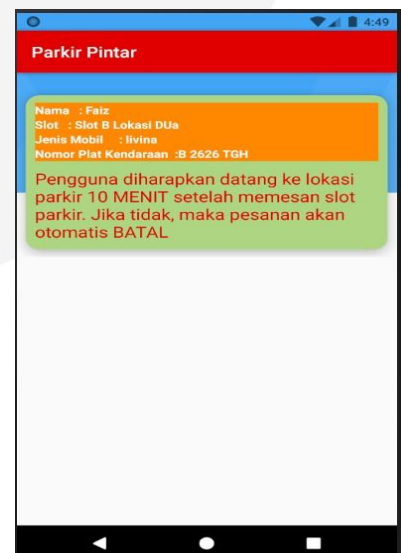 4:49
Parkir Pintar
Nama : Faiz
Slot : Slot B Lokasi DUa
Jenis Mobil : livina
Nomor Plat Kendaraan :B 2626 TGH
Pengguna diharapkan datang ke lokasi
parkir 10 MENIT setelah memesan slot
parkir. Jika tidak, maka pesanan akan
otomatis BATAL